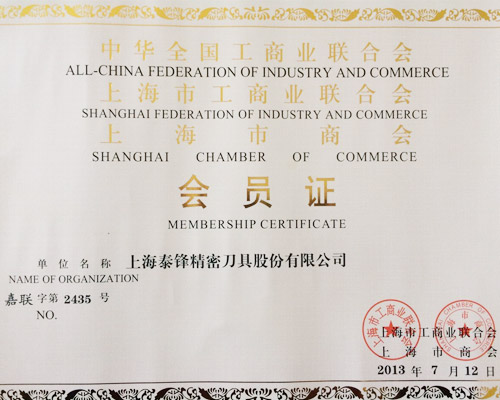 中华全国工商业联合会
ALL-CHINA FEDERATION OF INDUSTRY AND COMMERCE
上海市工商业联合会
SHANGHAI FEDERATION OF INDUSTRY AND COMMERCE
上海市商会
SHANGHAI CHAMBER OF COMMERCE
会员证
MEMBERSHIP CERTIFICATE
单位名称 上海泰锋精密刀具股份有限公司
NAME OF ORGANIZATION
嘉联字第 2435 号
NO.
上海市工商业联合会
上海市商会
2013 年 7 月 12 日